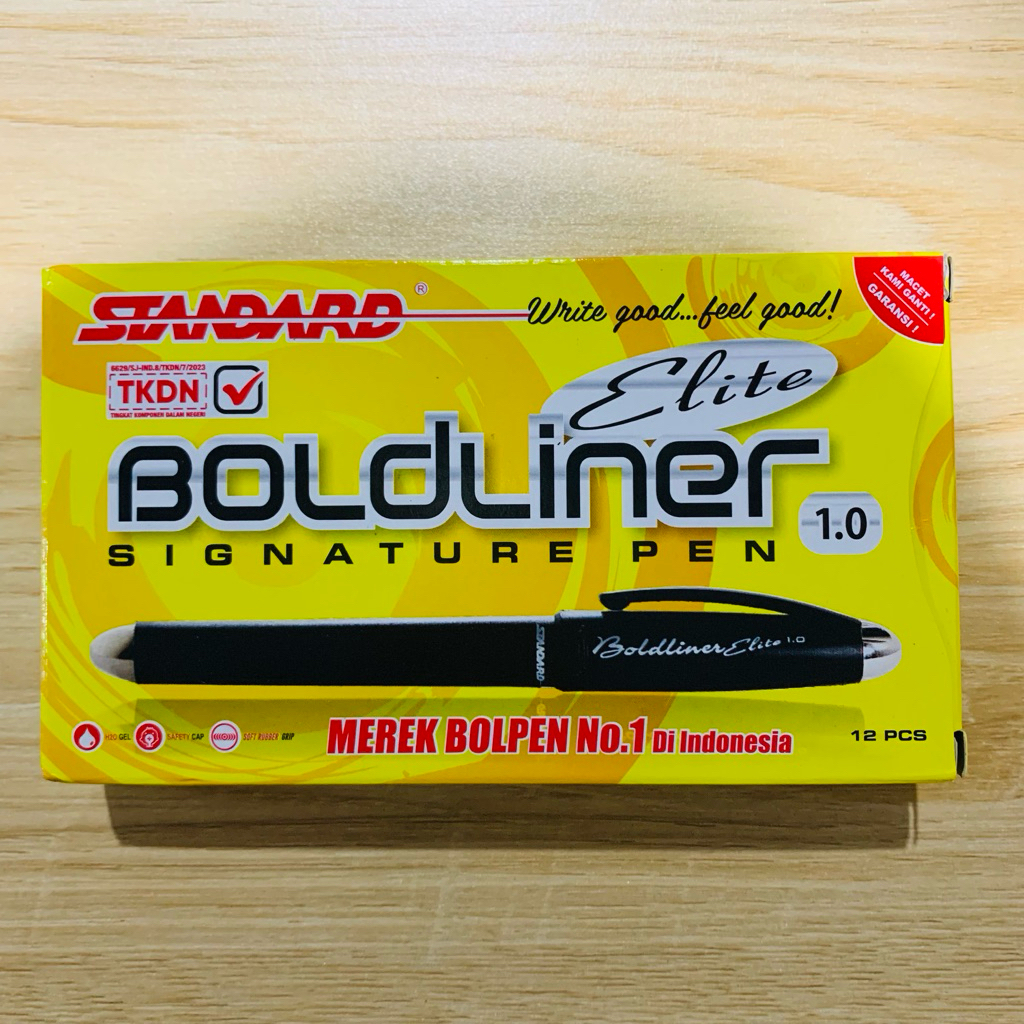 STANDARD ®
Write good...feel good!
MACET
KAMI GANTI !
GARANSI !
6629/SJ-IND.8/TKDN/7/2023
TKDN
TINGKAT KOMPONEN DALAM NEGERI
Elite
BOLDLINER
SIGNATURE PEN
1.0
STANDARD
Boldliner Elite 1.0
H2O GEL
SAFETY CAP
SOFT RUBBER GRIP
MEREK BOLPEN No.1 Di Indonesia
12 PCS